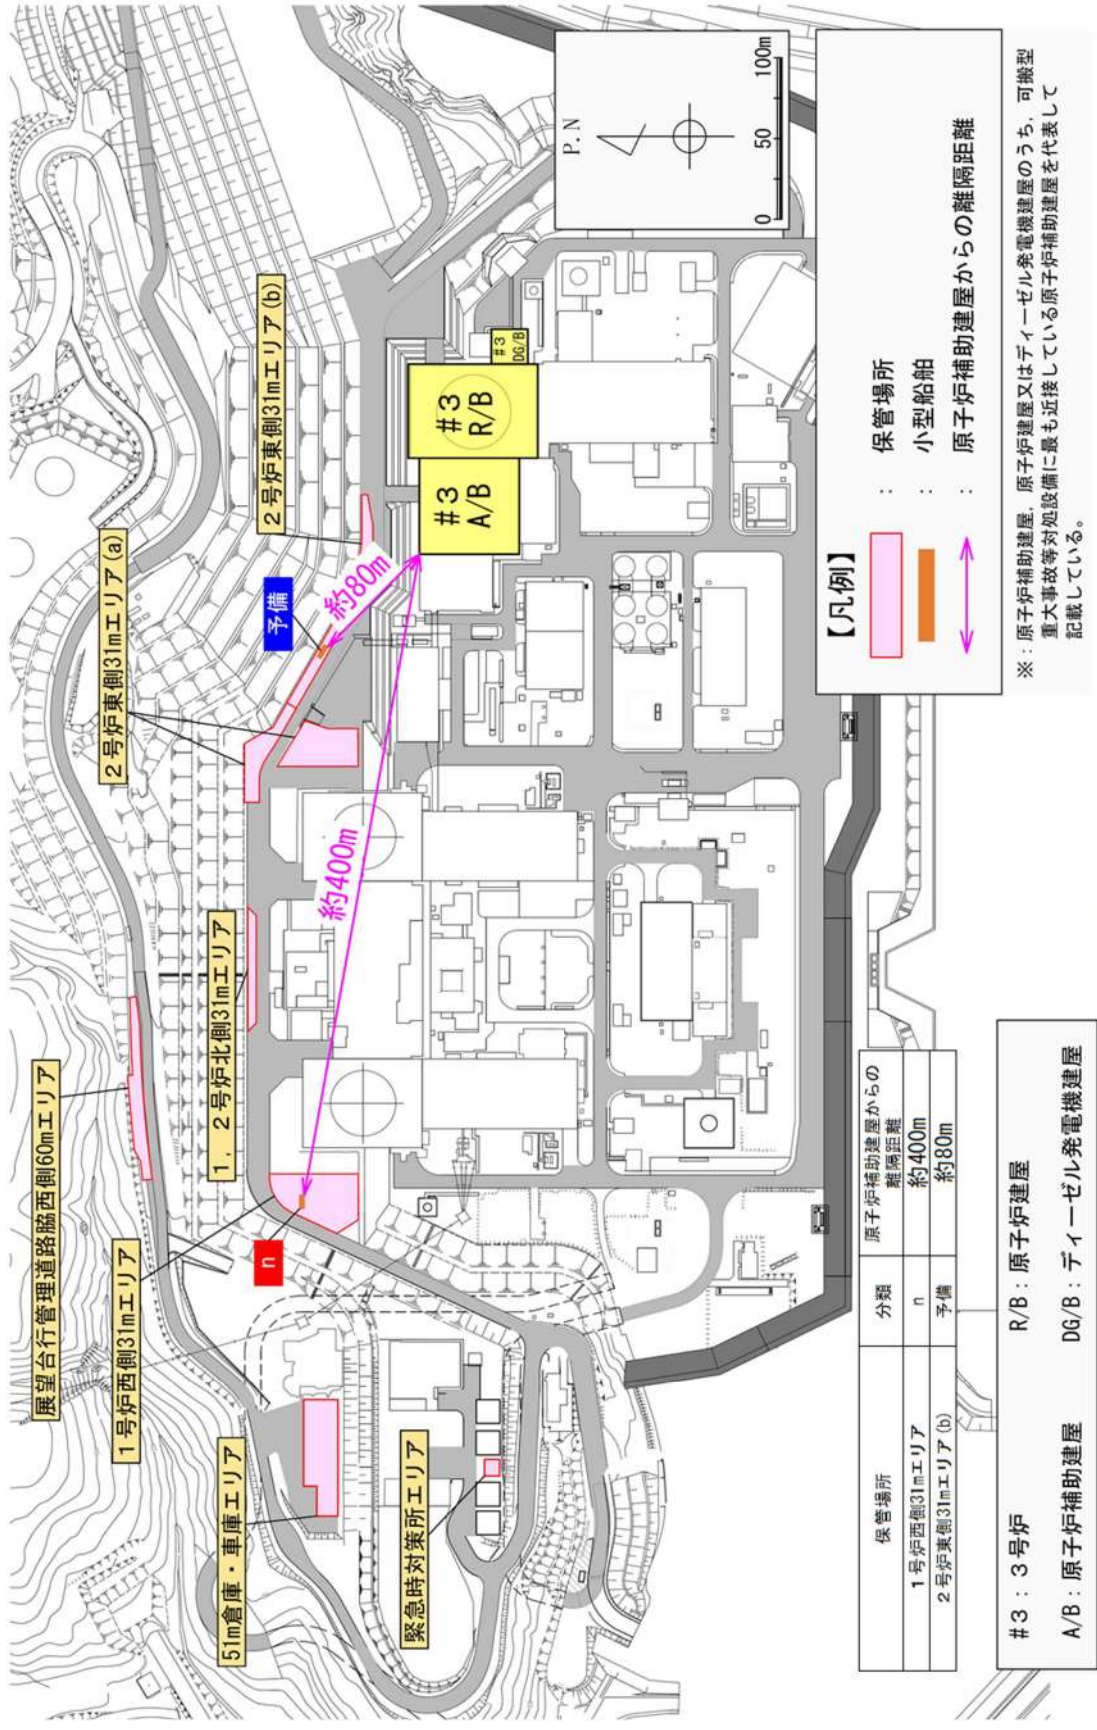 展望台行管理道路脇西側60mエリア
1号炉西側31mエリア
51m倉庫・車庫エリア
緊急時対策所エリア
1，2号炉北側31mエリア
2号炉東側31mエリア(a)
2号炉東側31mエリア(b)
n
予備
約400m
約80m
#3
A/B
#3
R/B
#3
DG/B
P.N
0 50 100m
【凡例】
： 保管場所
： 小型船舶
： 原子炉補助建屋からの離隔距離
※：原子炉補助建屋，原子炉建屋又はディーゼル発電機建屋のうち，可搬型
重大事故等対処設備に最も近接している原子炉補助建屋を代表して
記載している。
保管場所 分類 原子炉補助建屋からの
離隔距離
1号炉西側31mエリア n 約400m
2号炉東側31mエリア(b) 予備 約80m
#3：3号炉 R/B：原子炉建屋
A/B：原子炉補助建屋 DG/B：ディーゼル発電機建屋